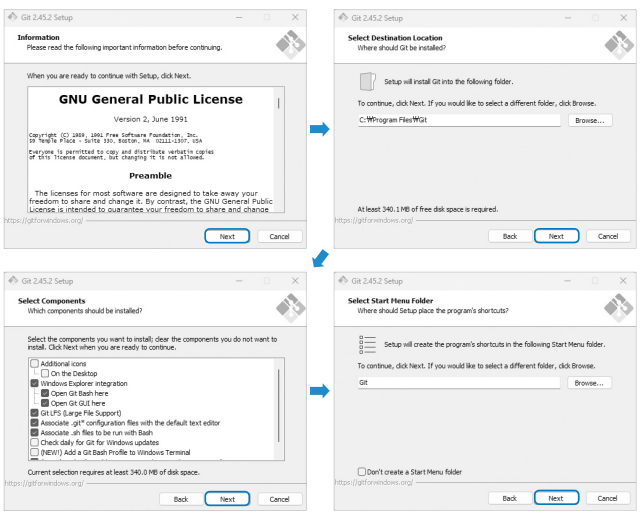 Git 2.45.2 Setup
Information
Please read the following important information before continuing.
When you are ready to continue with Setup, click Next.
GNU General Public License
Version 2, June 1991
Copyright (C) 1989, 1991 Free Software Foundation, Inc.
59 Temple Place - Suite 330, Boston, MA  02111-1307, USA
Everyone is permitted to copy and distribute verbatim copies
of this license document, but changing it is not allowed.
Preamble
The licenses for most software are designed to take away your
freedom to share and change it. By contrast, the GNU General Public
License is intended to guarantee your freedom to share and change
https://gitforwindows.org/
Next
Cancel
Git 2.45.2 Setup
Select Destination Location
Where should Git be installed?
Setup will install Git into the following folder.
To continue, click Next. If you would like to select a different folder, click Browse.
C:₩Program Files₩Git
Browse...
At least 340.1 MB of free disk space is required.
https://gitforwindows.org/
Back
Next
Cancel
Git 2.45.2 Setup
Select Components
Which components should be installed?
Select the components you want to install; clear the components you do not want to
install. Click Next when you are ready to continue.
Additional icons
On the Desktop
Windows Explorer integration
Open Git Bash here
Open Git GUI here
Git LFS (Large File Support)
Associate .git* configuration files with the default text editor
Associate .sh files to be run with Bash
Check daily for Git for Windows updates
(NEW!) Add a Git Bash Profile to Windows Terminal
Current selection requires at least 340.0 MB of disk space.
https://gitforwindows.org/
Back
Next
Cancel
Git 2.45.2 Setup
Select Start Menu Folder
Where should Setup place the program's shortcuts?
Setup will create the program's shortcuts in the following Start Menu folder.
To continue, click Next. If you would like to select a different folder, click Browse.
Git
Browse...
Don't create a Start Menu folder
https://gitforwindows.org/
Back
Next
Cancel